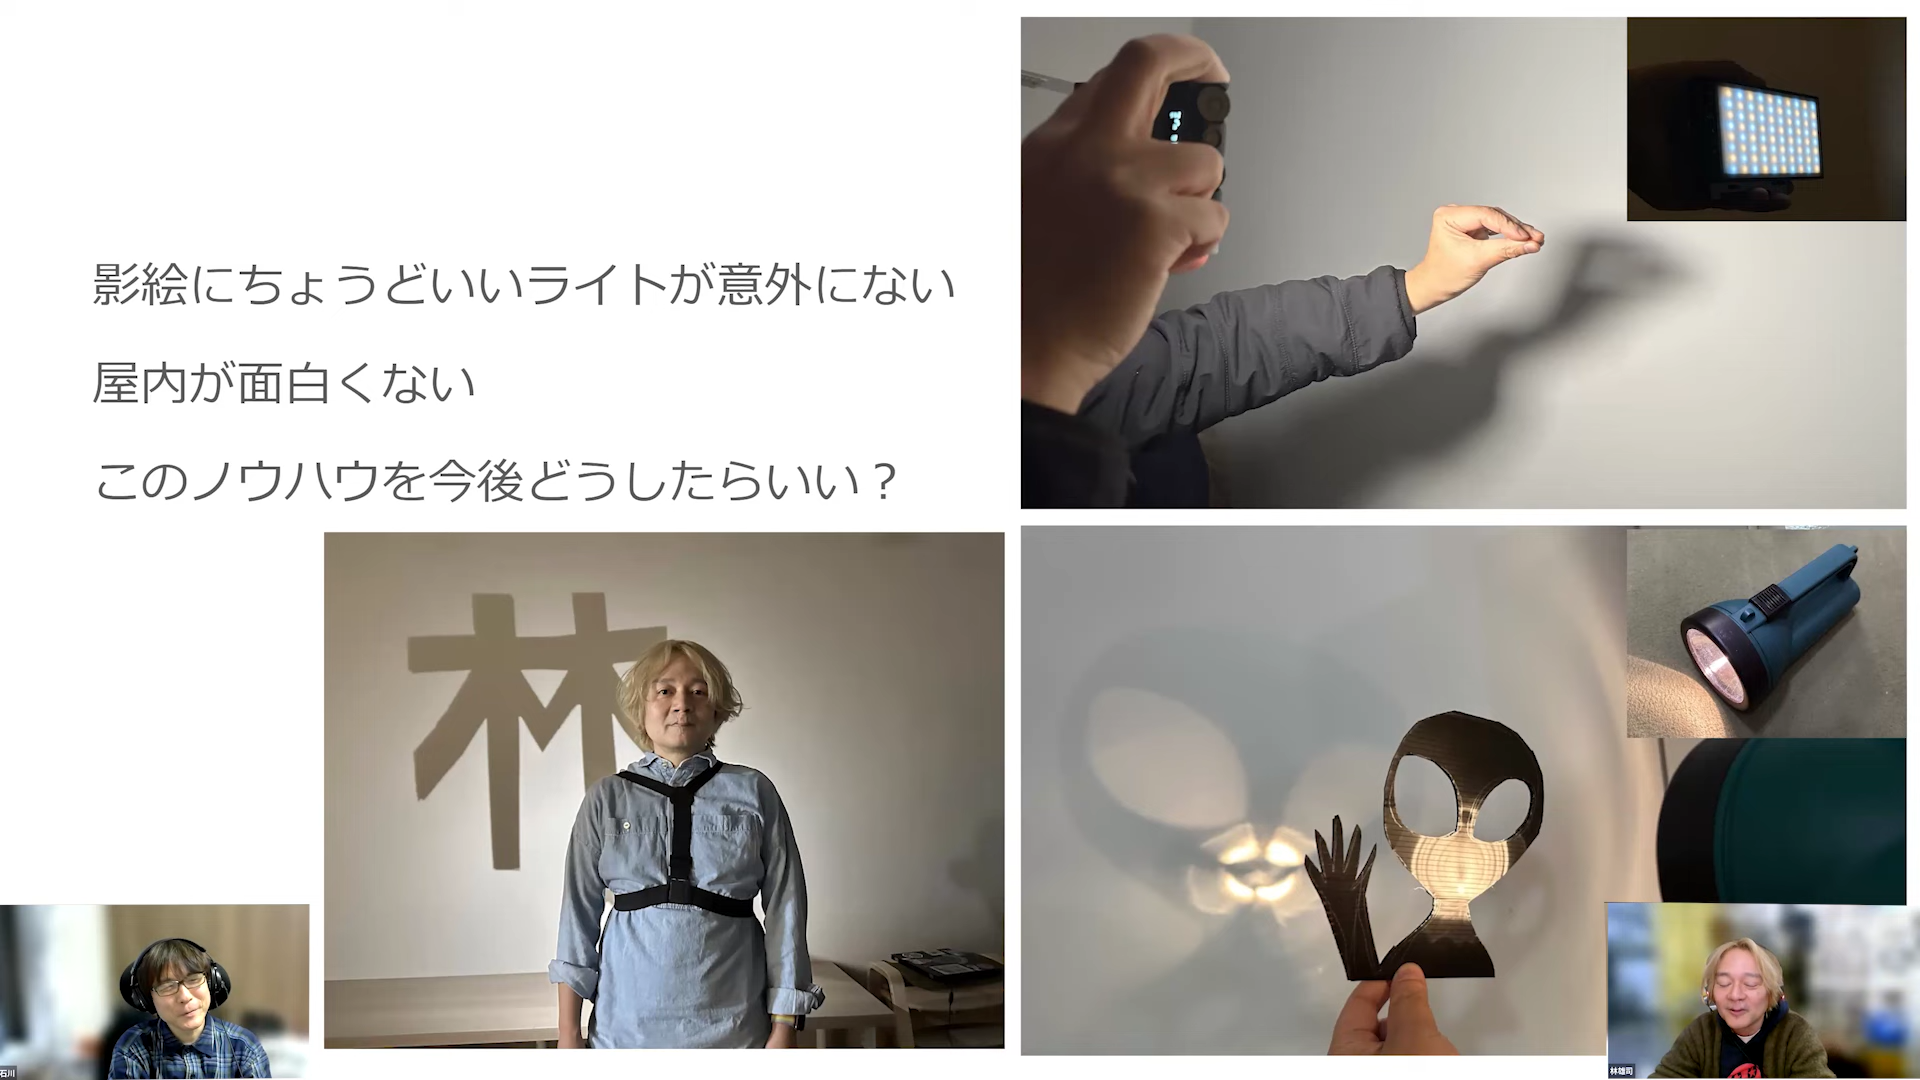 影絵にちょうどいいライトが意外にない
屋内が面白くない
このノウハウを今後どうしたらいい？
林
石川
林雄司